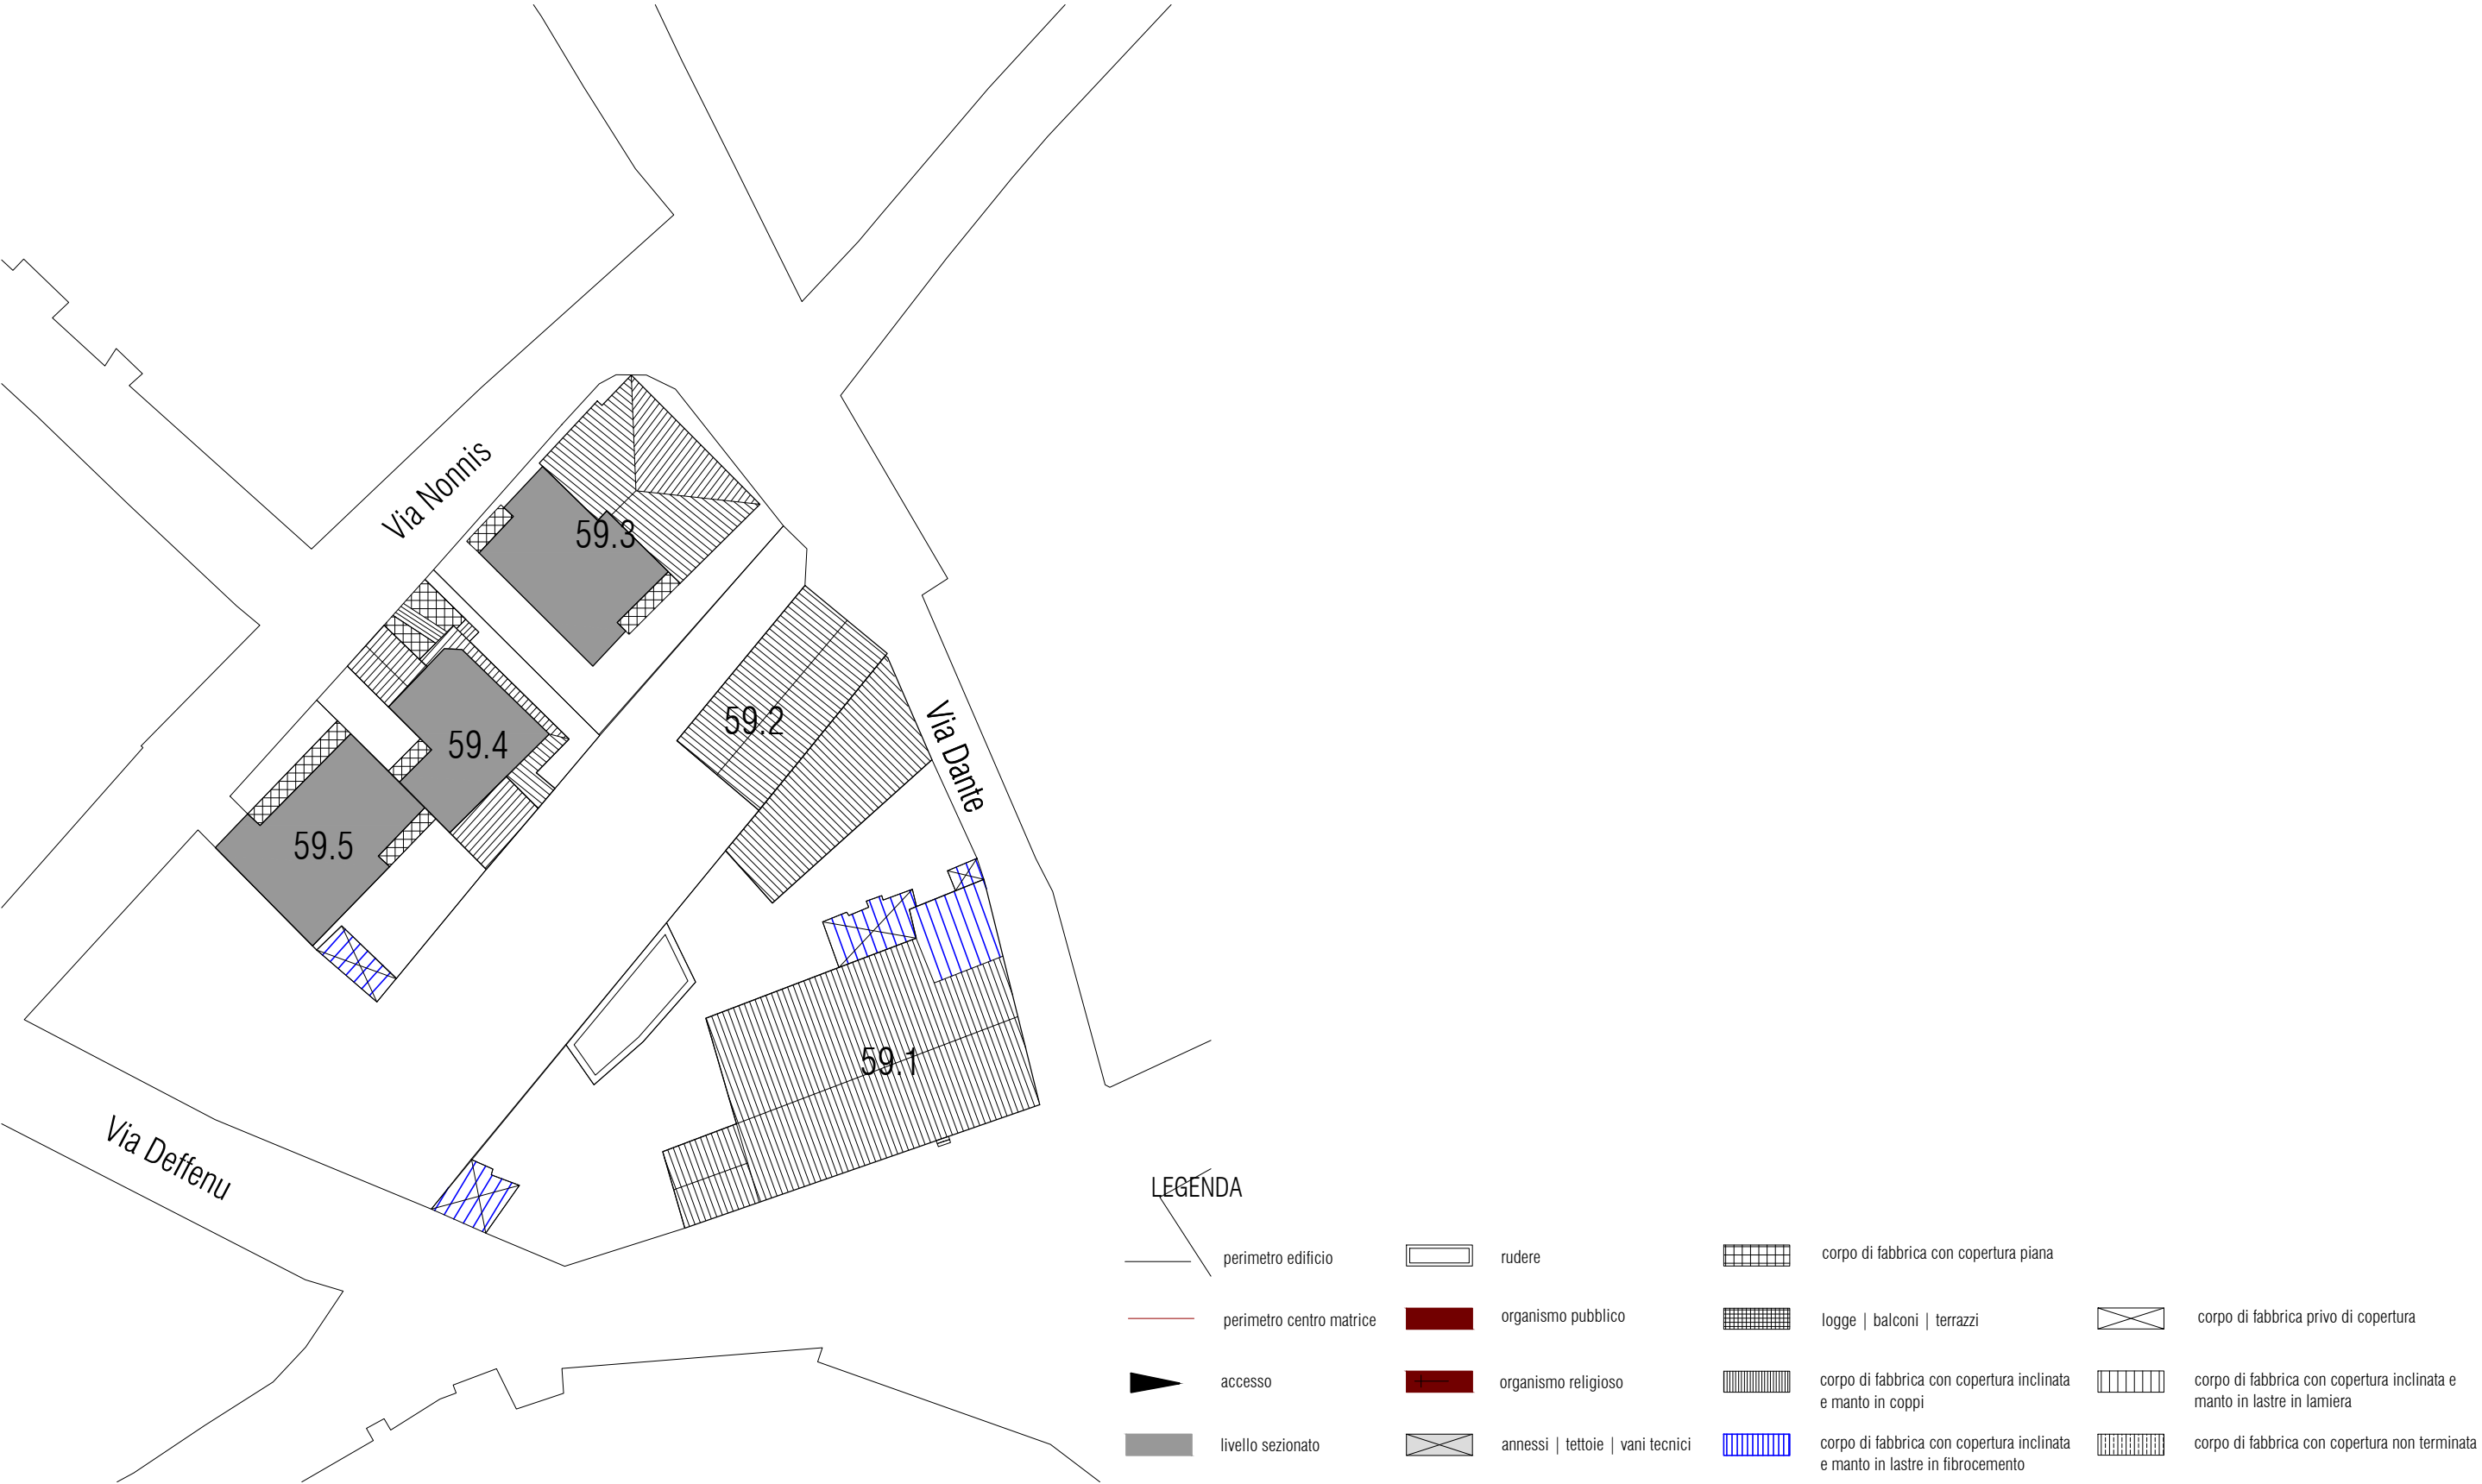 Via Nonnis
59.3
59.2
59.4
Via Dante
59.5
59.1
Via Deffenu
LEGENDA
perimetro edificio
perimetro centro matrice
accesso
livello sezionato
rudere
organismo pubblico
organismo religioso
annessi | tettoie | vani tecnici
corpo di fabbrica con copertura piana
logge | balconi | terrazzi
corpo di fabbrica con copertura inclinata
e manto in coppi
corpo di fabbrica con copertura inclinata
e manto in lastre in fibrocemento
corpo di fabbrica privo di copertura
corpo di fabbrica con copertura inclinata e
manto in lastre in lamiera
corpo di fabbrica con copertura non terminata